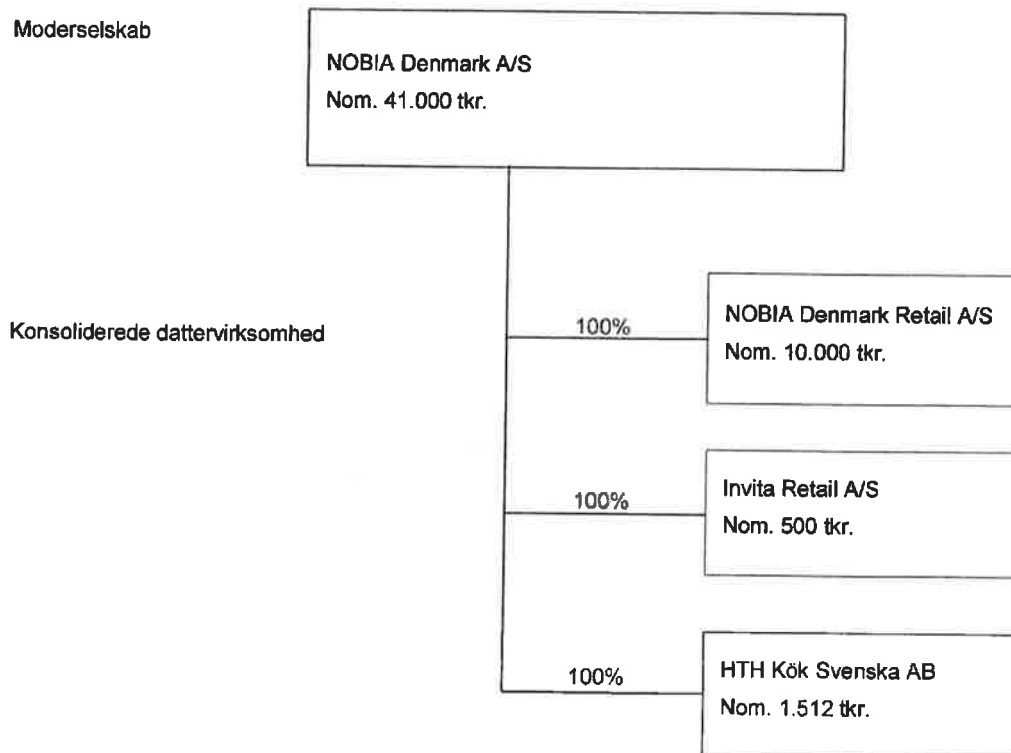 Moderselskab
NOBIA Denmark A/S
Nom. 41.000 tkr.
Konsoliderede dattervirksomhed
100%
NOBIA Denmark Retail A/S
Nom. 10.000 tkr.
100%
Invita Retail A/S
Nom. 500 tkr.
100%
HTH Kök Svenska AB
Nom. 1.512 tkr.